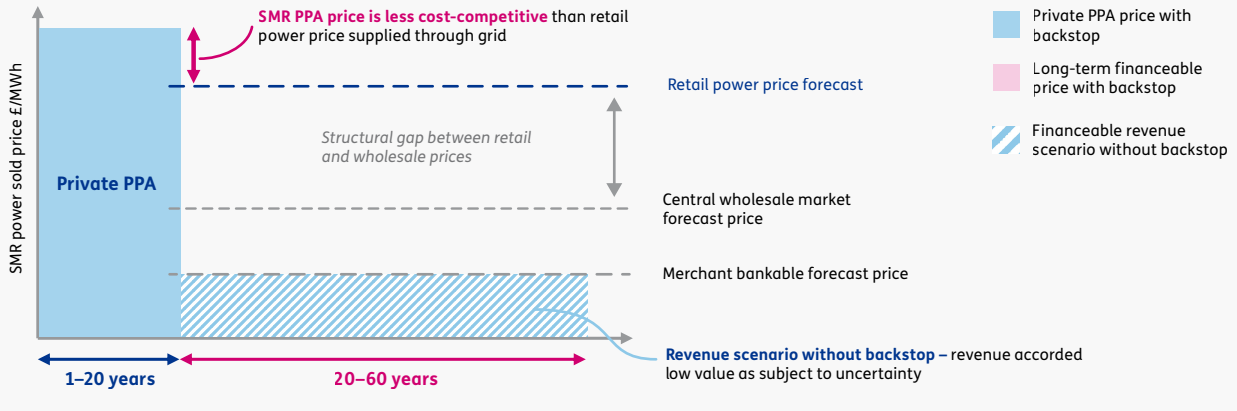 SMR PPA price is less cost-competitive than retail
power price supplied through grid
SMR power sold price £/MWh
Private PPA
Structural gap between retail
and wholesale prices
Retail power price forecast
Central wholesale market
forecast price
Merchant bankable forecast price
Revenue scenario without backstop – revenue accorded
low value as subject to uncertainty
1–20 years
20–60 years
Private PPA price with
backstop
Long-term financeable
price with backstop
Financeable revenue
scenario without backstop